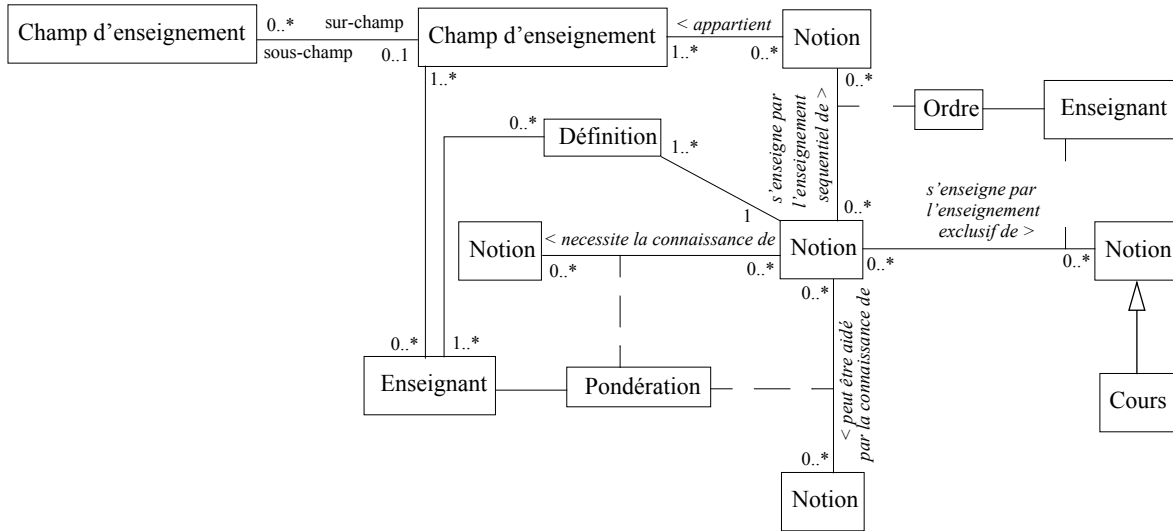 Champ d'enseignement
0..*
sur-champ
sous-champ
0..1
Champ d'enseignement
< appartient
1..*
0..*
Notion
1..*
0..*
Ordre
Enseignant
s'enseigne par
l'enseignement
sequentiel de >
0..*
Définition
1..*
1
0..*
s'enseigne par
l'enseignement
exclusif de >
Notion
< necessite la connaissance de
0..*
0..*
Notion
0..*
0..*
Notion
0..*
< peut être aidé
par la connaissance de
0..*
1..*
Enseignant
Pondération
Cours
0..*
Notion